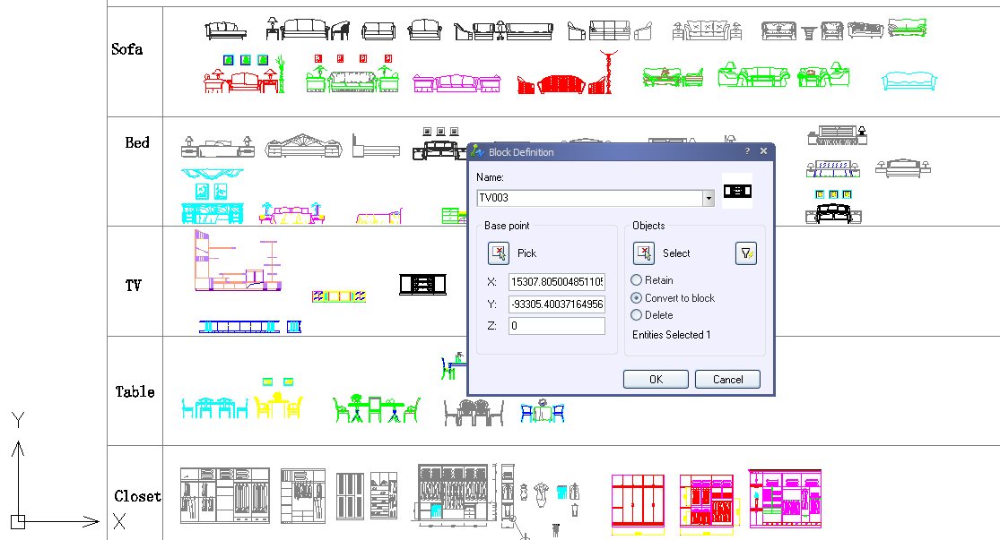 Sofa
Bed
TV
Table
Closet
Y
X
Block Definition
?
Name:
TV003
Base point
Pick
X:
15307.80500485110
Y:
-93305.40037164956
Z:
0
Objects
Select
Retain
Convert to block
Delete
Entities Selected 1
OK
Cancel